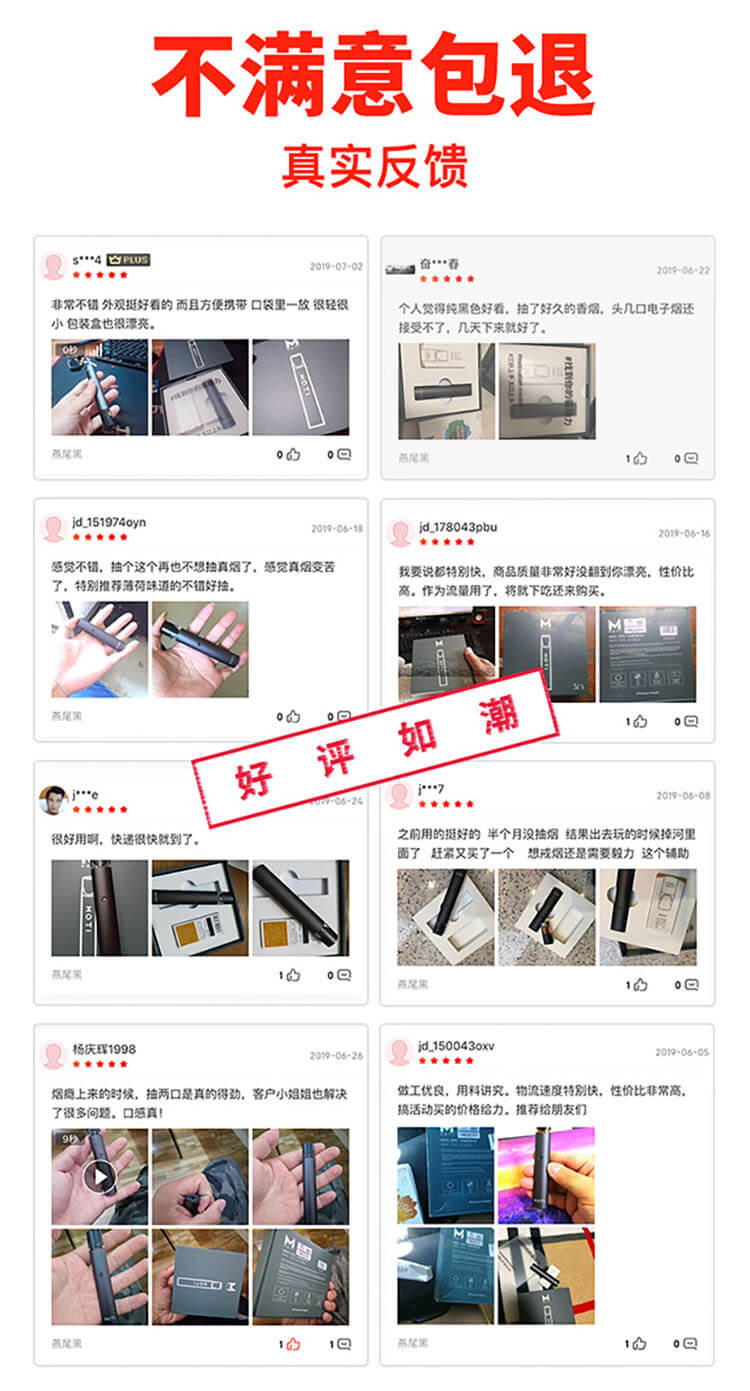 不满意包退
真实反馈
s***4 PLUS
2019-07-02
非常不错 外观挺好看的 而且方便携带 口袋里一放 很轻很
小 包装盒也很漂亮。
0秒
MOTI
M
MOTI
燕尾黑
0
0
奋***春
2019-06-22
个人觉得纯黑色好看，抽了好久的香烟，头几口电子烟还
接受不了，几天下来就好了。
燕尾黑
1
0
jd_151974oyn
2019-06-18
感觉不错，抽个这个再也不想抽真烟了，感觉真烟变苦
了，特别推荐薄荷味道的不错好抽。
燕尾黑
0
0
jd_178043pbu
2019-06-16
我要说都特别快，商品质量非常好没翻到你漂亮，性价比
高。作为流量用了，将就下吃还来购买。
M
MOTI
M
燕尾黑
1
0
好评如潮
j***e
2019-06-24
很好用啊，快递很快就到了。
MOTI
燕尾黑
1
0
j***7
2019-06-08
之前用的挺好的 半个月没抽烟 结果出去玩的时候掉河里
面了 赶紧又买了一个 想戒烟还是需要毅力 这个辅助
燕尾黑
1
0
杨庆辉1998
2019-06-26
烟瘾上来的时候，抽两口是真的得劲，客户小姐姐也解决
了很多问题。口感真！
9秒
MOTI
M
M
燕尾黑
1
1
jd_150043oxv
2019-06-05
做工优良，用料讲究。物流速度特别快，性价比非常高，
搞活动买的价格给力。推荐给朋友们
M
M
MOTI
燕尾黑
1
0